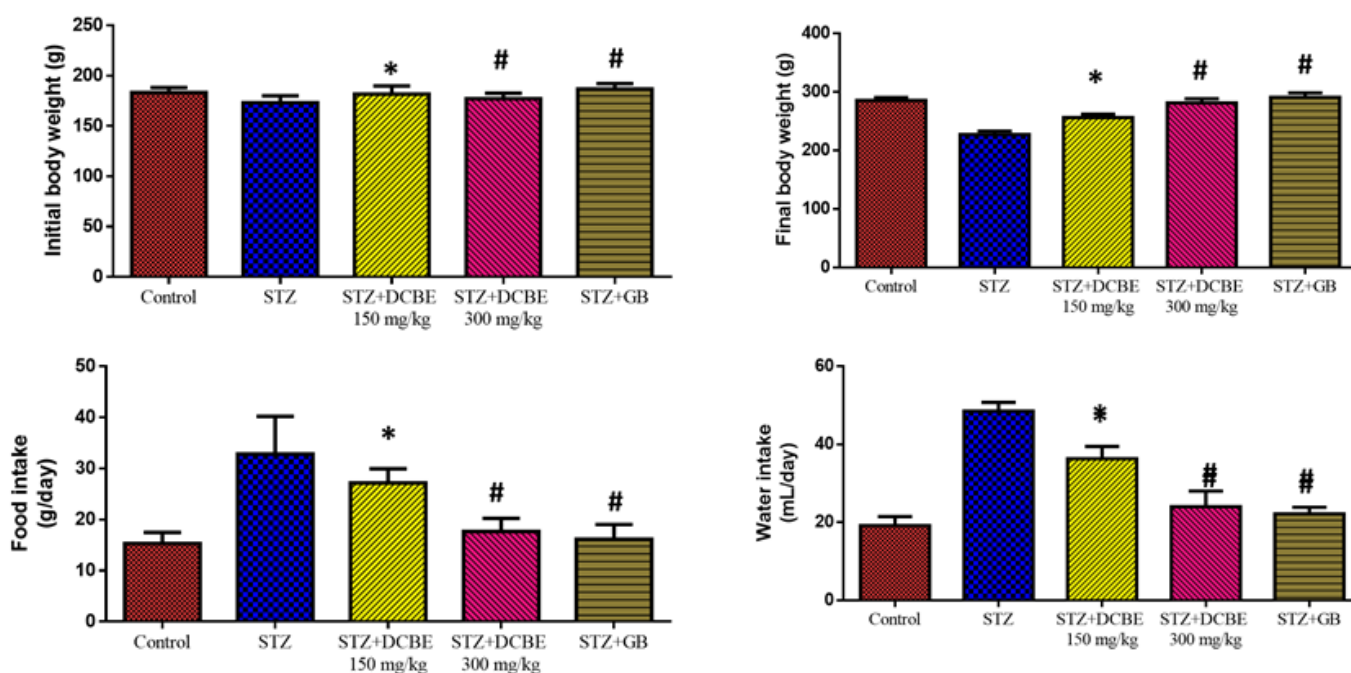 Initial body weight (g)
250
200
150
100
50
0
* # #
Control STZ STZ+DCBE STZ+DCBE STZ+GB
150 mg/kg 300 mg/kg
Final body weight (g)
400
300
200
100
0
* # #
Control STZ STZ+DCBE STZ+DCBE STZ+GB
150 mg/kg 300 mg/kg
Food intake
(g/day)
50
40
30
20
10
0
* # #
Control STZ STZ+DCBE STZ+DCBE STZ+GB
150 mg/kg 300 mg/kg
Water intake
(mL/day)
60
40
20
0
* # #
Control STZ STZ+DCBE STZ+DCBE STZ+GB
150 mg/kg 300 mg/kg